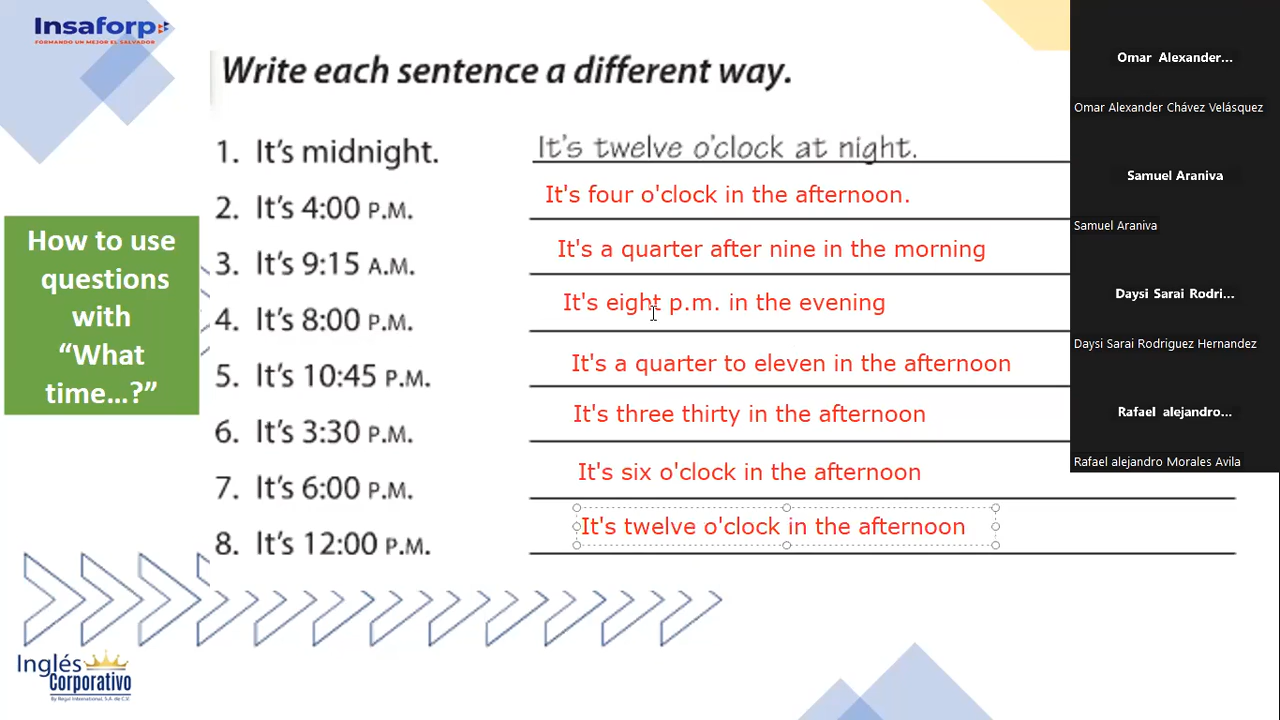 Insaforp
FORMANDO UN MEJOR EL SALVADOR
Write each sentence a different way.
1. It's midnight. It's twelve o'clock at night.
2. It's 4:00 P.M. It's four o'clock in the afternoon.
3. It's 9:15 A.M. It's a quarter after nine in the morning
4. It's 8:00 P.M. It's eight p.m. in the evening
5. It's 10:45 P.M. It's a quarter to eleven in the afternoon
6. It's 3:30 P.M. It's three thirty in the afternoon
7. It's 6:00 P.M. It's six o'clock in the afternoon
8. It's 12:00 P.M. It's twelve o'clock in the afternoon
How to use
questions
with
“What
time...?”
Omar Alexander...
Omar Alexander Chávez Velásquez
Samuel Araniva
Samuel Araniva
Daysi Sarai Rodri...
Daysi Sarai Rodriguez Hernandez
Rafael alejandro...
Rafael alejandro Morales Avila
Inglés
Corporativo
By Regal International, S.A. de C.V.